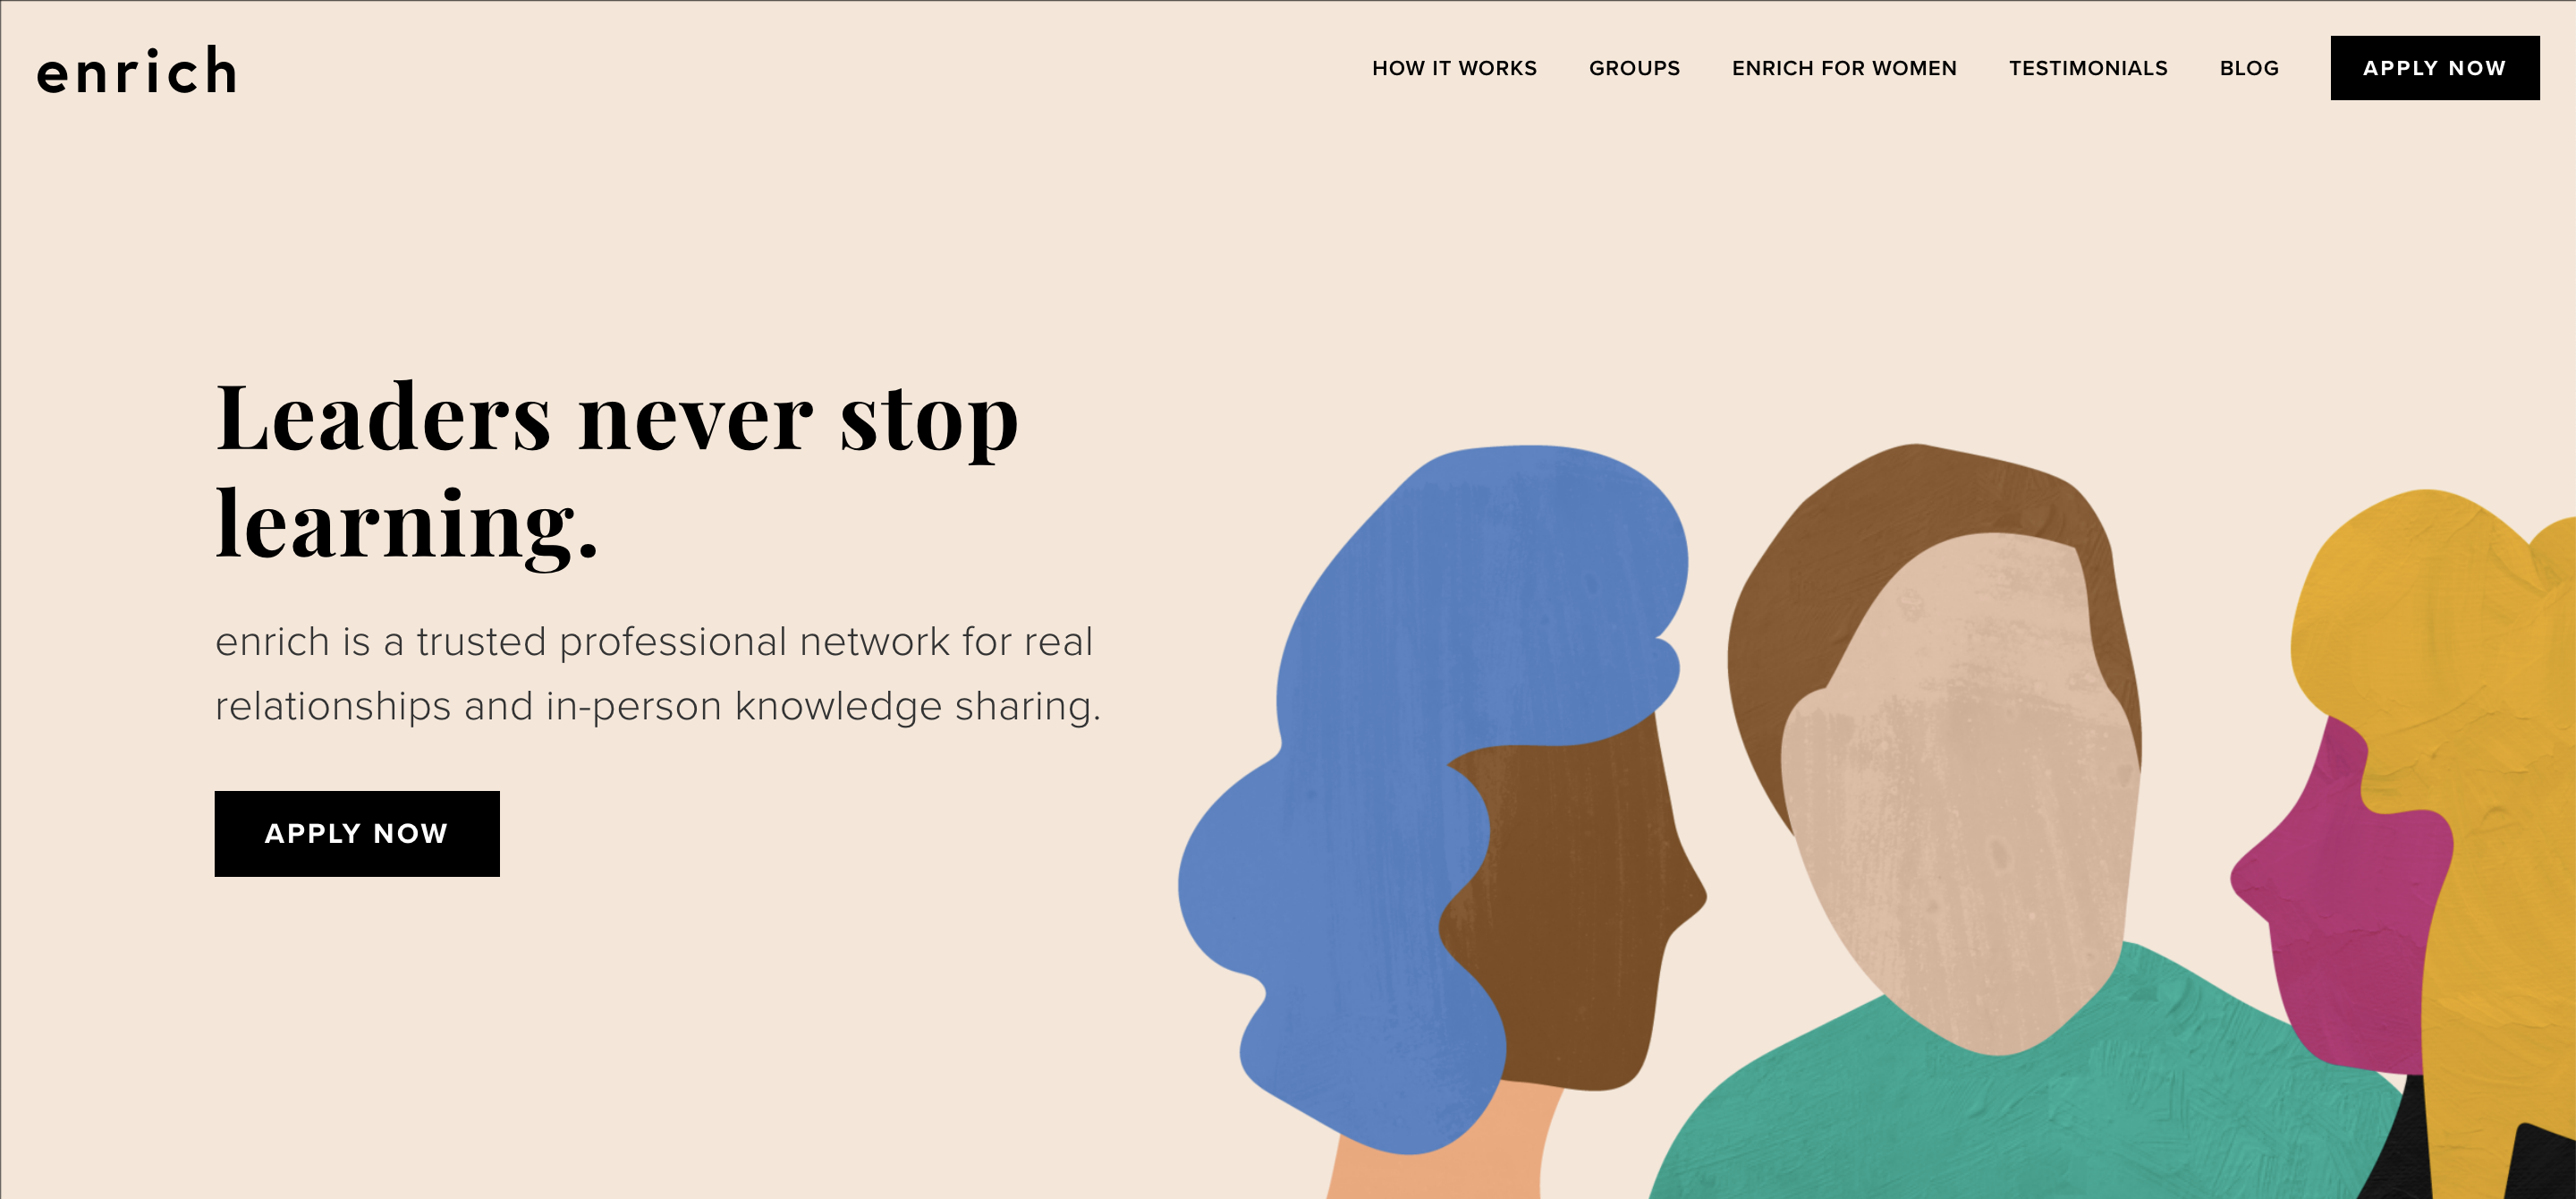 enrich
HOW IT WORKS
GROUPS
ENRICH FOR WOMEN
TESTIMONIALS
BLOG
APPLY NOW
Leaders never stop
learning.
enrich is a trusted professional network for real
relationships and in-person knowledge sharing.
APPLY NOW